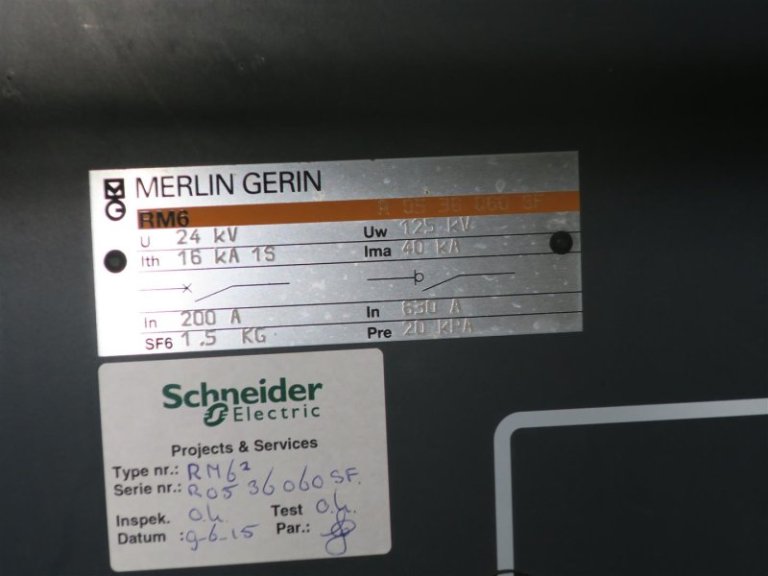 MERLIN GERIN
RM6 R 05 36 060 SF
U 24 kV Uw 125 kV
Ith 16 kA 1S Ima 40 kA
In 200 A In 630 A
SF6 1.5 KG Pre 20 KPA
Schneider
Electric
Projects & Services
Type nr.: RM6²
Serie nr.: R05 36060 SF.
Inspek. o.k Test o.k.
Datum : 9-6-15 Par.: